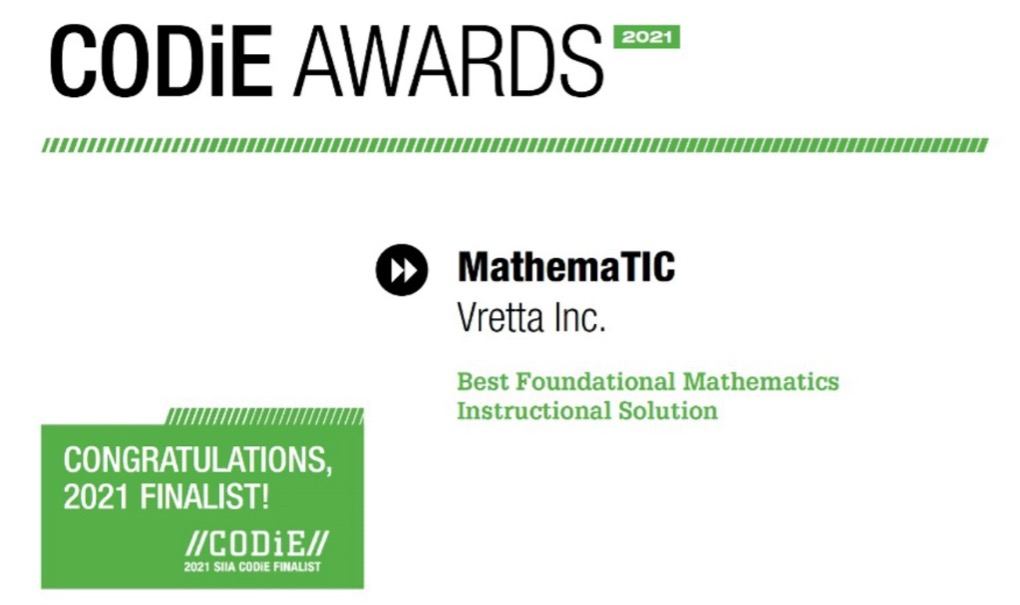 CODiE AWARDS 2021
MathemaTIC
Vretta Inc.
Best Foundational Mathematics
Instructional Solution
CONGRATULATIONS,
2021 FINALIST!
//CODiE//
2021 SIIA CODiE FINALIST